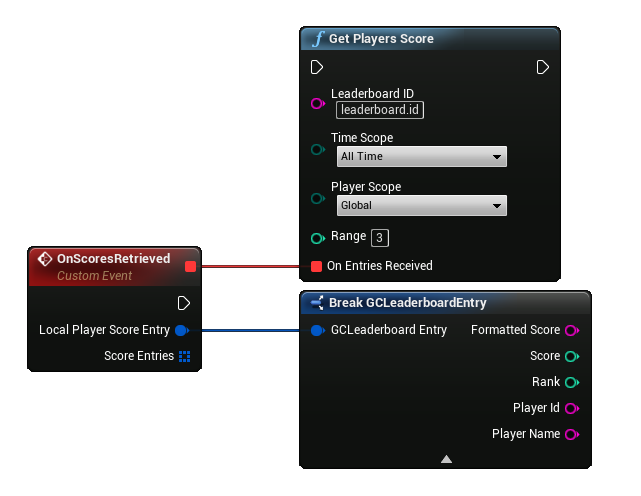 Get Players Score
Leaderboard ID
leaderboard.id
Time Scope
All Time
Player Scope
Global
Range 3
On Entries Received
OnScoresRetrieved
Custom Event
Local Player Score Entry
Score Entries
Break GCLeaderboardEntry
GCLeaderboard Entry
Formatted Score
Score
Rank
Player Id
Player Name